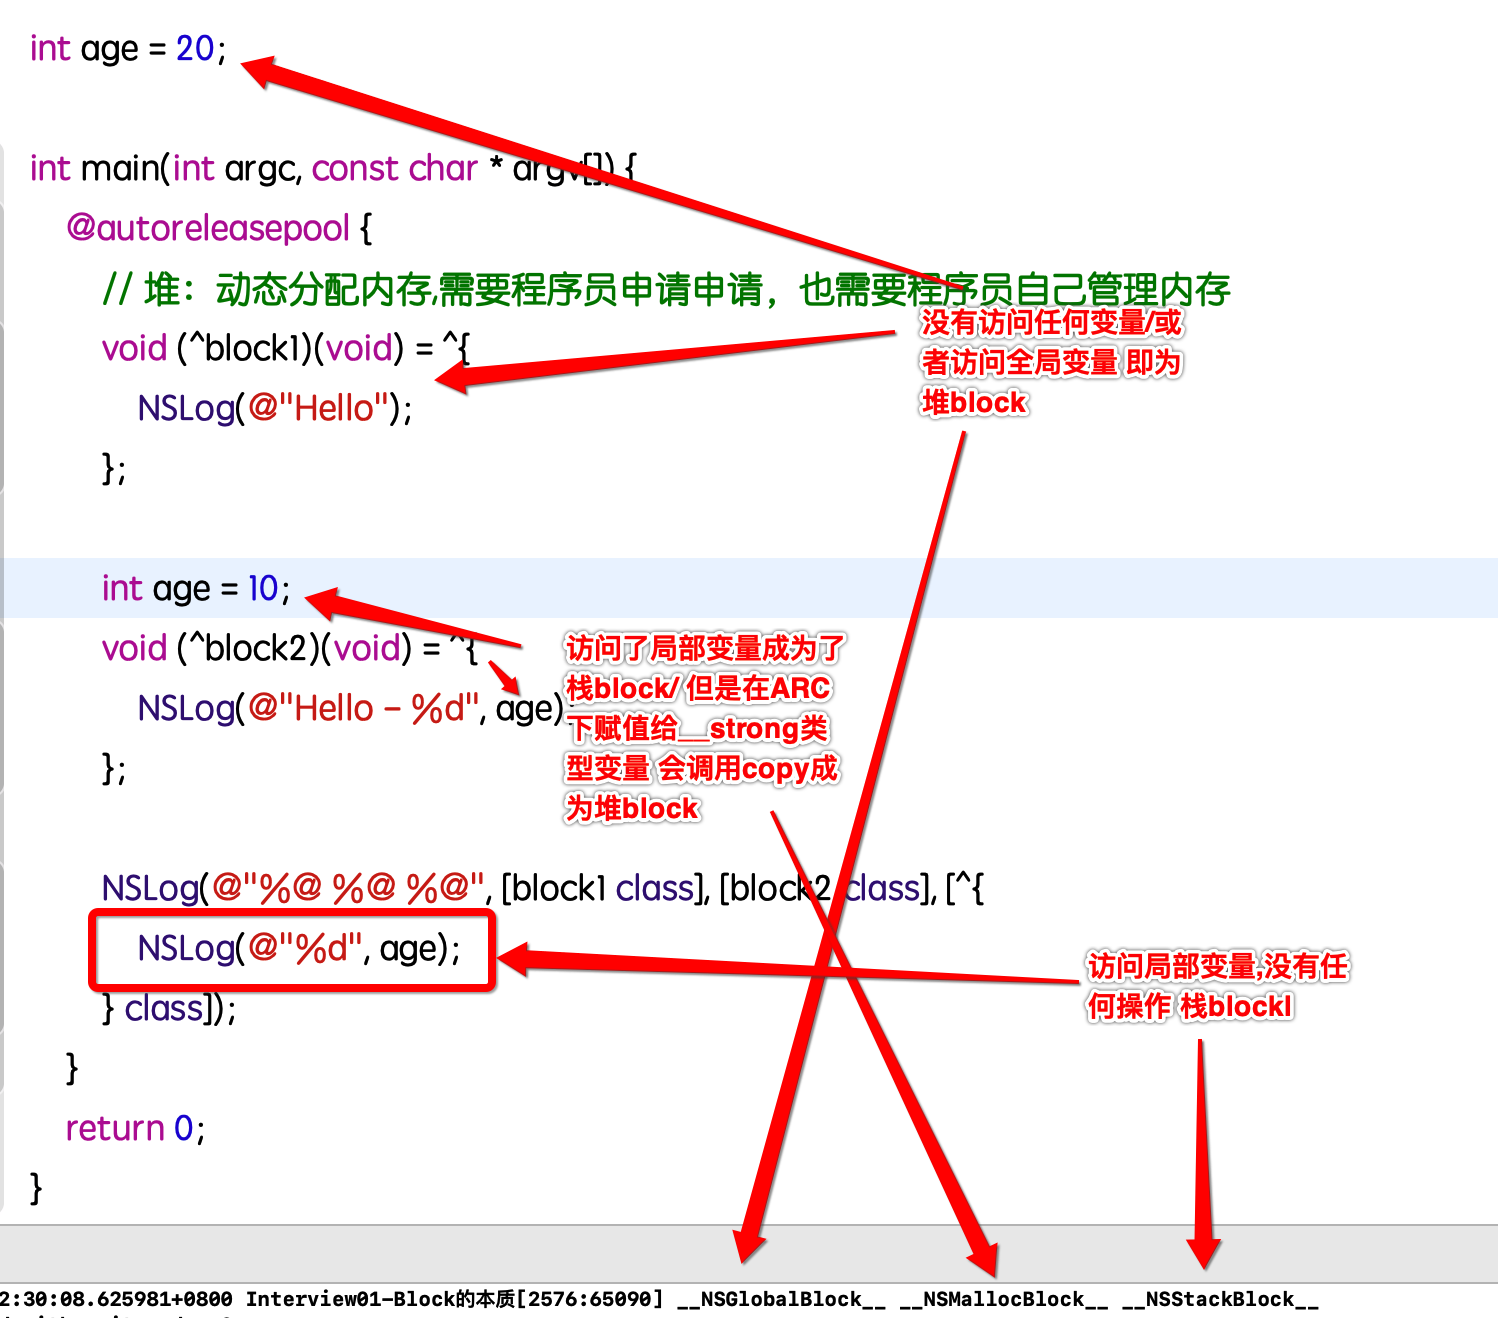 int age = 20;
int main(int argc, const char * argv[]) {
@autoreleasepool {
// 堆：动态分配内存,需要程序员申请申请，也需要程序员自己管理内存
void (^block1)(void) = ^{
NSLog(@"Hello");
};
没有访问任何变量/或
者访问全局变量 即为
堆block
int age = 10;
void (^block2)(void) = ^{
NSLog(@"Hello - %d", age);
};
访问了局部变量成为了
栈block/ 但是在ARC
下赋值给__strong类
型变量 会调用copy成
为堆block
NSLog(@"%@ %@ %@", [block1 class], [block2 class], [^{
NSLog(@"%d", age);
} class]);
访问局部变量,没有任
何操作 栈blockl
}
return 0;
}
2:30:08.625981+0800 Interview01-Block的本质[2576:65090] __NSGlobalBlock__ __NSMallocBlock__ __NSStackBlock__